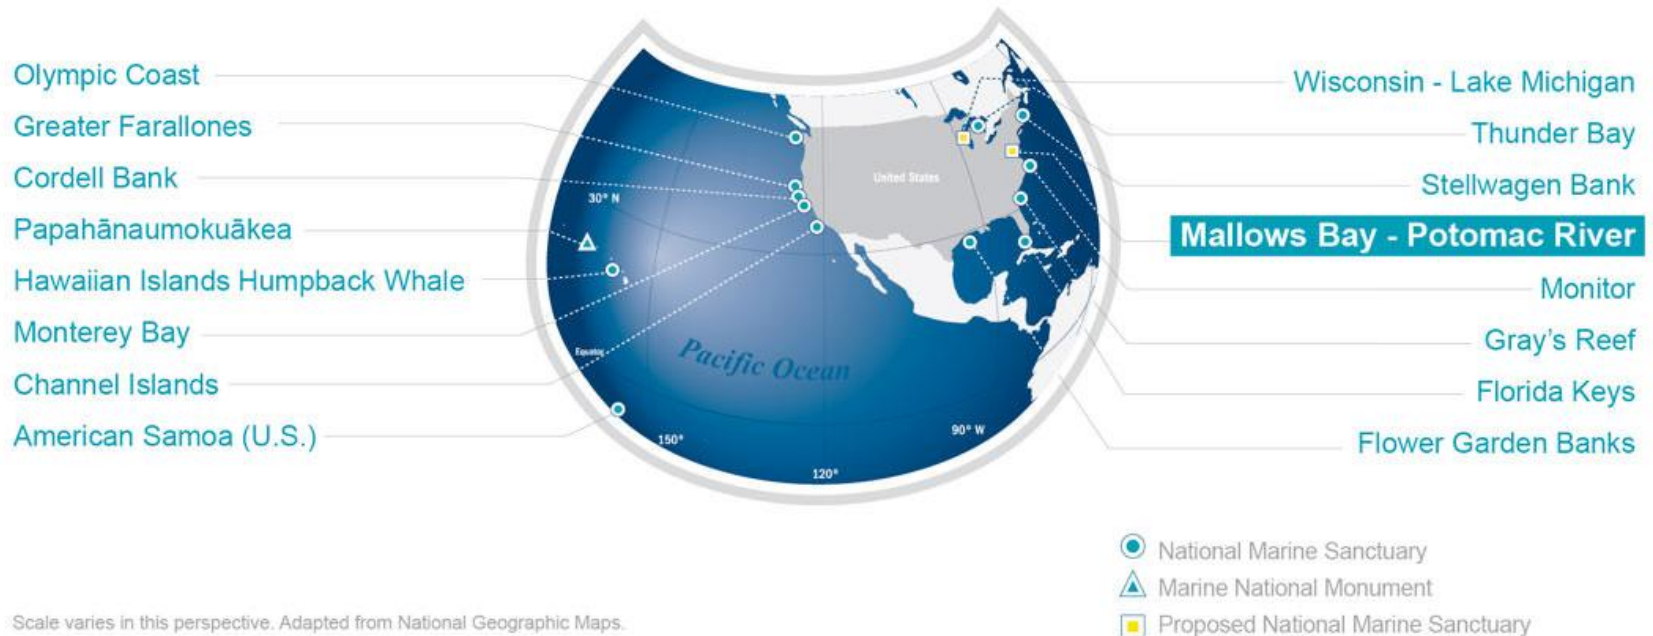 Olympic Coast
Greater Farallones
Cordell Bank
Papahānaumokuākea
Hawaiian Islands Humpback Whale
Monterey Bay
Channel Islands
American Samoa (U.S.)
United States
30° N
Equator
Pacific Ocean
150°
120°
90° W
Wisconsin - Lake Michigan
Thunder Bay
Stellwagen Bank
Mallows Bay - Potomac River
Monitor
Gray's Reef
Florida Keys
Flower Garden Banks
National Marine Sanctuary
Marine National Monument
Proposed National Marine Sanctuary
Scale varies in this perspective. Adapted from National Geographic Maps.